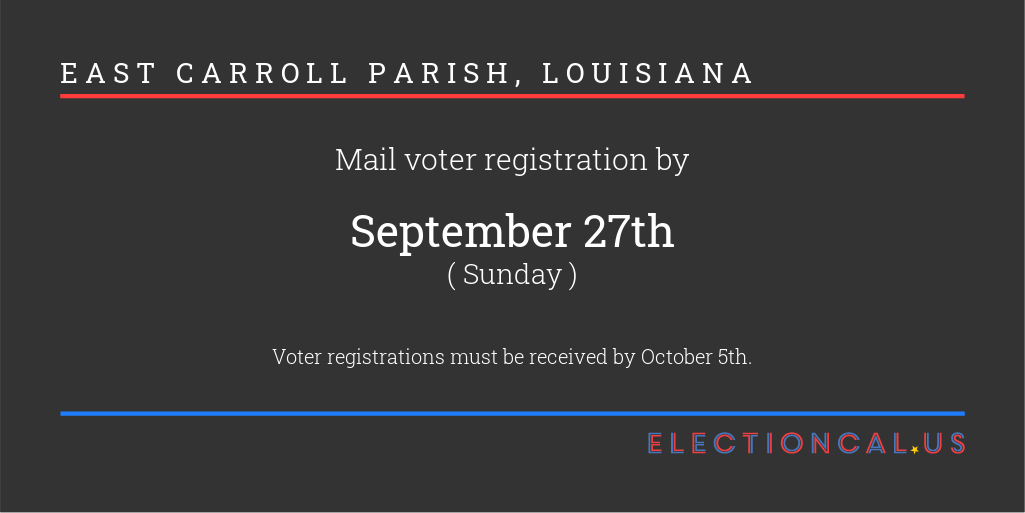 EAST CARROLL PARISH, LOUISIANA
Mail voter registration by
September 27th
( Sunday )
Voter registrations must be received by October 5th.
ELECTIONCAL.US